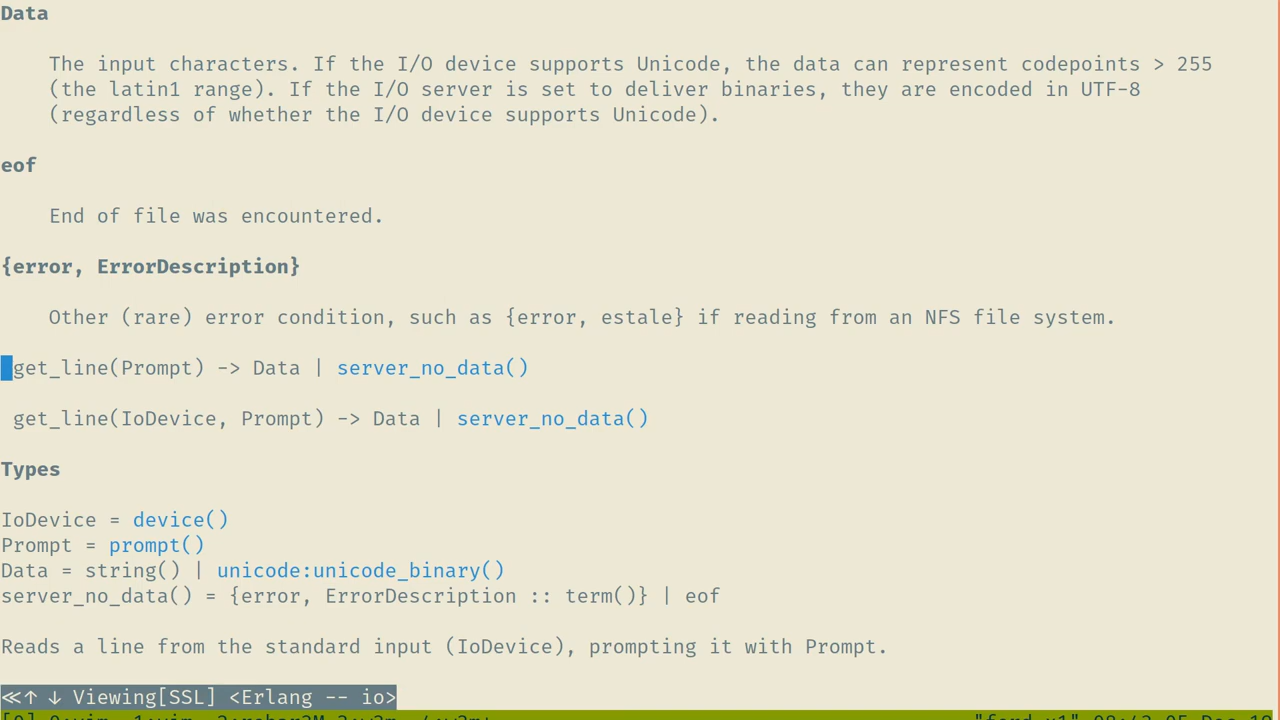 Data
The input characters. If the I/O device supports Unicode, the data can represent codepoints > 255
(the latin1 range). If the I/O server is set to deliver binaries, they are encoded in UTF-8
(regardless of whether the I/O device supports Unicode).
eof
End of file was encountered.
{error, ErrorDescription}
Other (rare) error condition, such as {error, estale} if reading from an NFS file system.
get_line(Prompt) -> Data | server_no_data()
get_line(IoDevice, Prompt) -> Data | server_no_data()
Types
IoDevice = device()
Prompt = prompt()
Data = string() | unicode:unicode_binary()
server_no_data() = {error, ErrorDescription :: term()} | eof
Reads a line from the standard input (IoDevice), prompting it with Prompt.
≪↑ ↓ Viewing[SSL] <Erlang -- io>